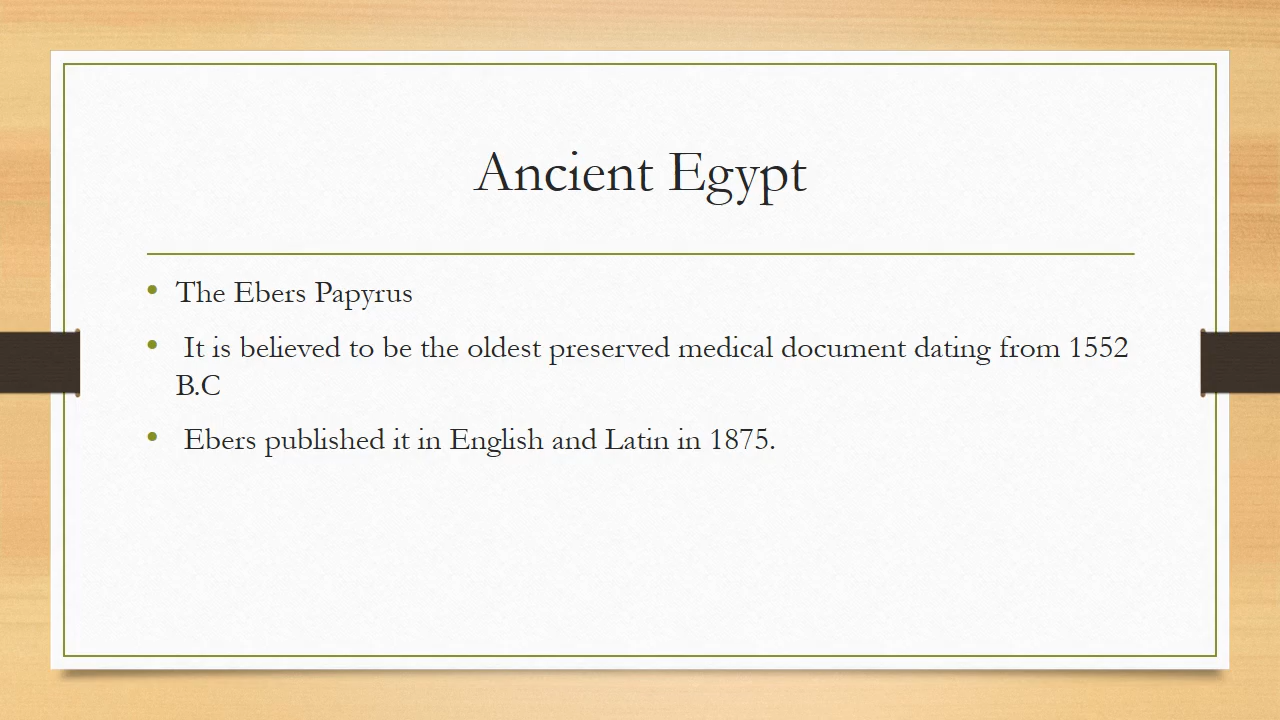 Ancient Egypt
• The Ebers Papyrus
• It is believed to be the oldest preserved medical document dating from 1552
B.C
• Ebers published it in English and Latin in 1875.